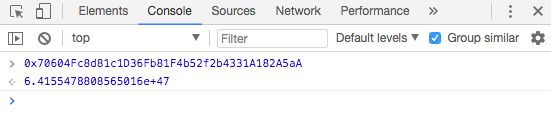 Elements Console Sources Network Performance »
top Filter Default levels ▼ Group similar
> 0x70604Fc8d81c1D36Fb81F4b52f2b4331A182A5aA
6.4155478808565016e+47
>